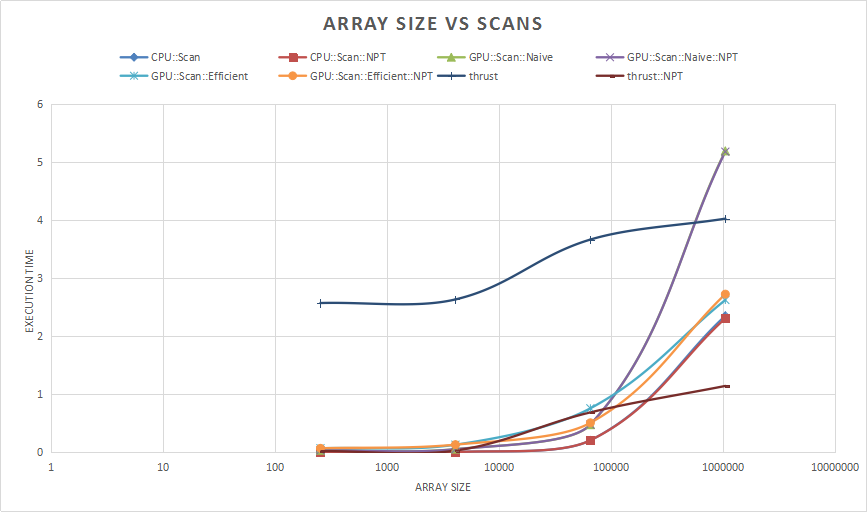 ARRAY SIZE VS SCANS
CPU::Scan CPU::Scan::NPT GPU::Scan::Naive GPU::Scan::Naive::NPT
GPU::Scan::Efficient GPU::Scan::Efficient::NPT thrust thrust::NPT
6
5
4
3
2
1
0
EXECUTION TIME
1 10 100 1000 10000 100000 1000000 10000000
ARRAY SIZE